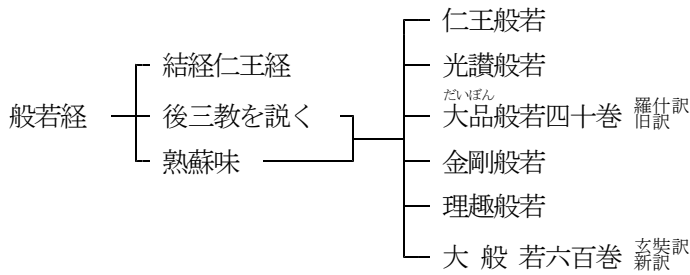 般若経
結経仁王経
後三教を説く
熟蘇味
仁王般若
光讃般若
だいぼん
大品般若四十巻 羅什訳
旧訳
金剛般若
理趣般若
大般若六百巻 玄奘訳
新訳